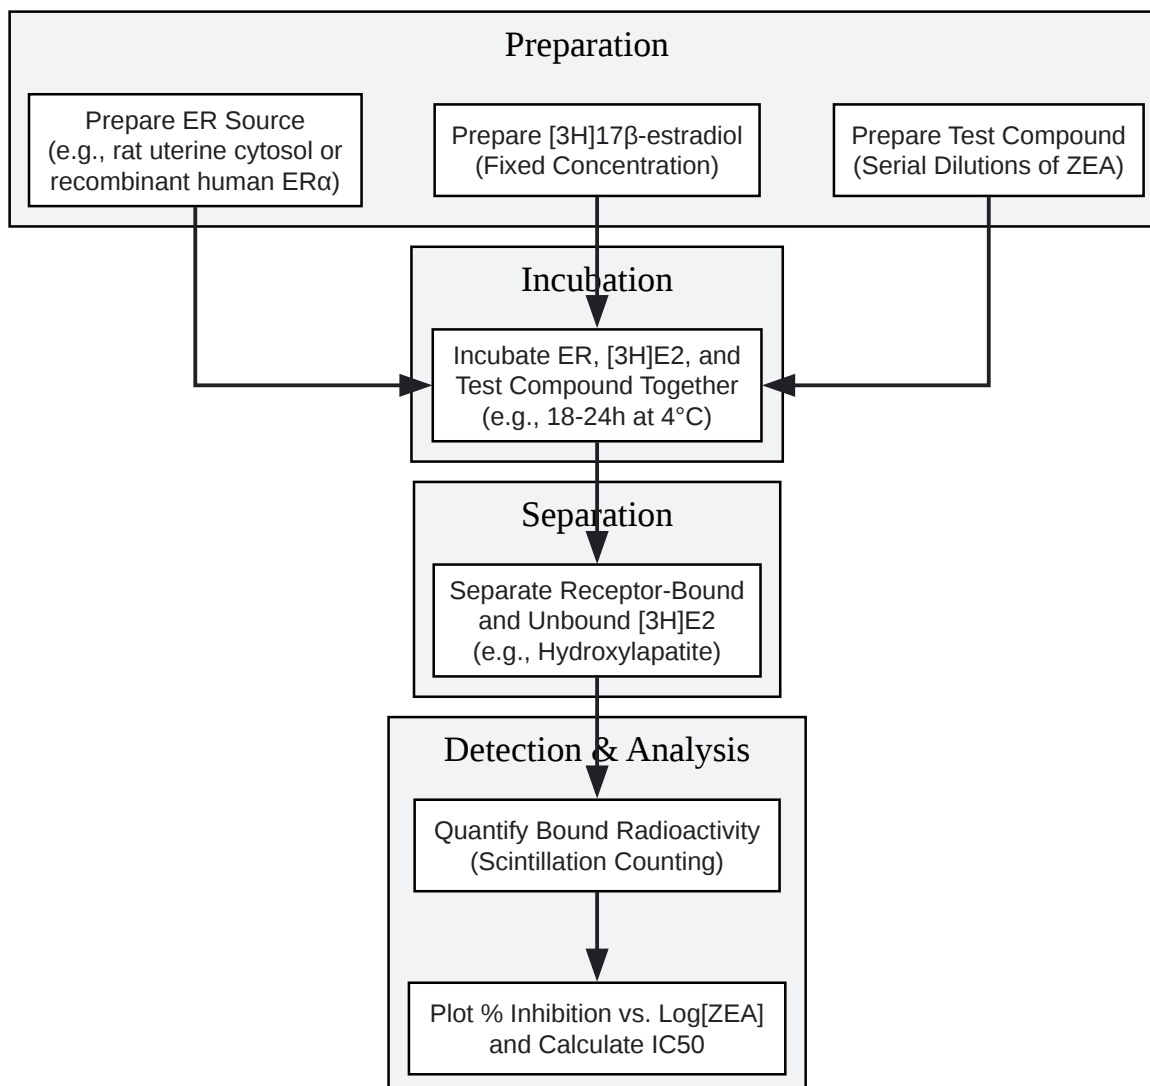 Preparation
Prepare ER Source
(e.g., rat uterine cytosol or
recombinant human ERα)
Prepare [3H]17β-estradiol
(Fixed Concentration)
Prepare Test Compound
(Serial Dilutions of ZEA)
Incubation
Incubate ER, [3H]E2, and
Test Compound Together
(e.g., 18-24h at 4°C)
Separation
Separate Receptor-Bound
and Unbound [3H]E2
(e.g., Hydroxylapatite)
Detection & Analysis
Quantify Bound Radioactivity
(Scintillation Counting)
Plot % Inhibition vs. Log[ZEA]
and Calculate IC50